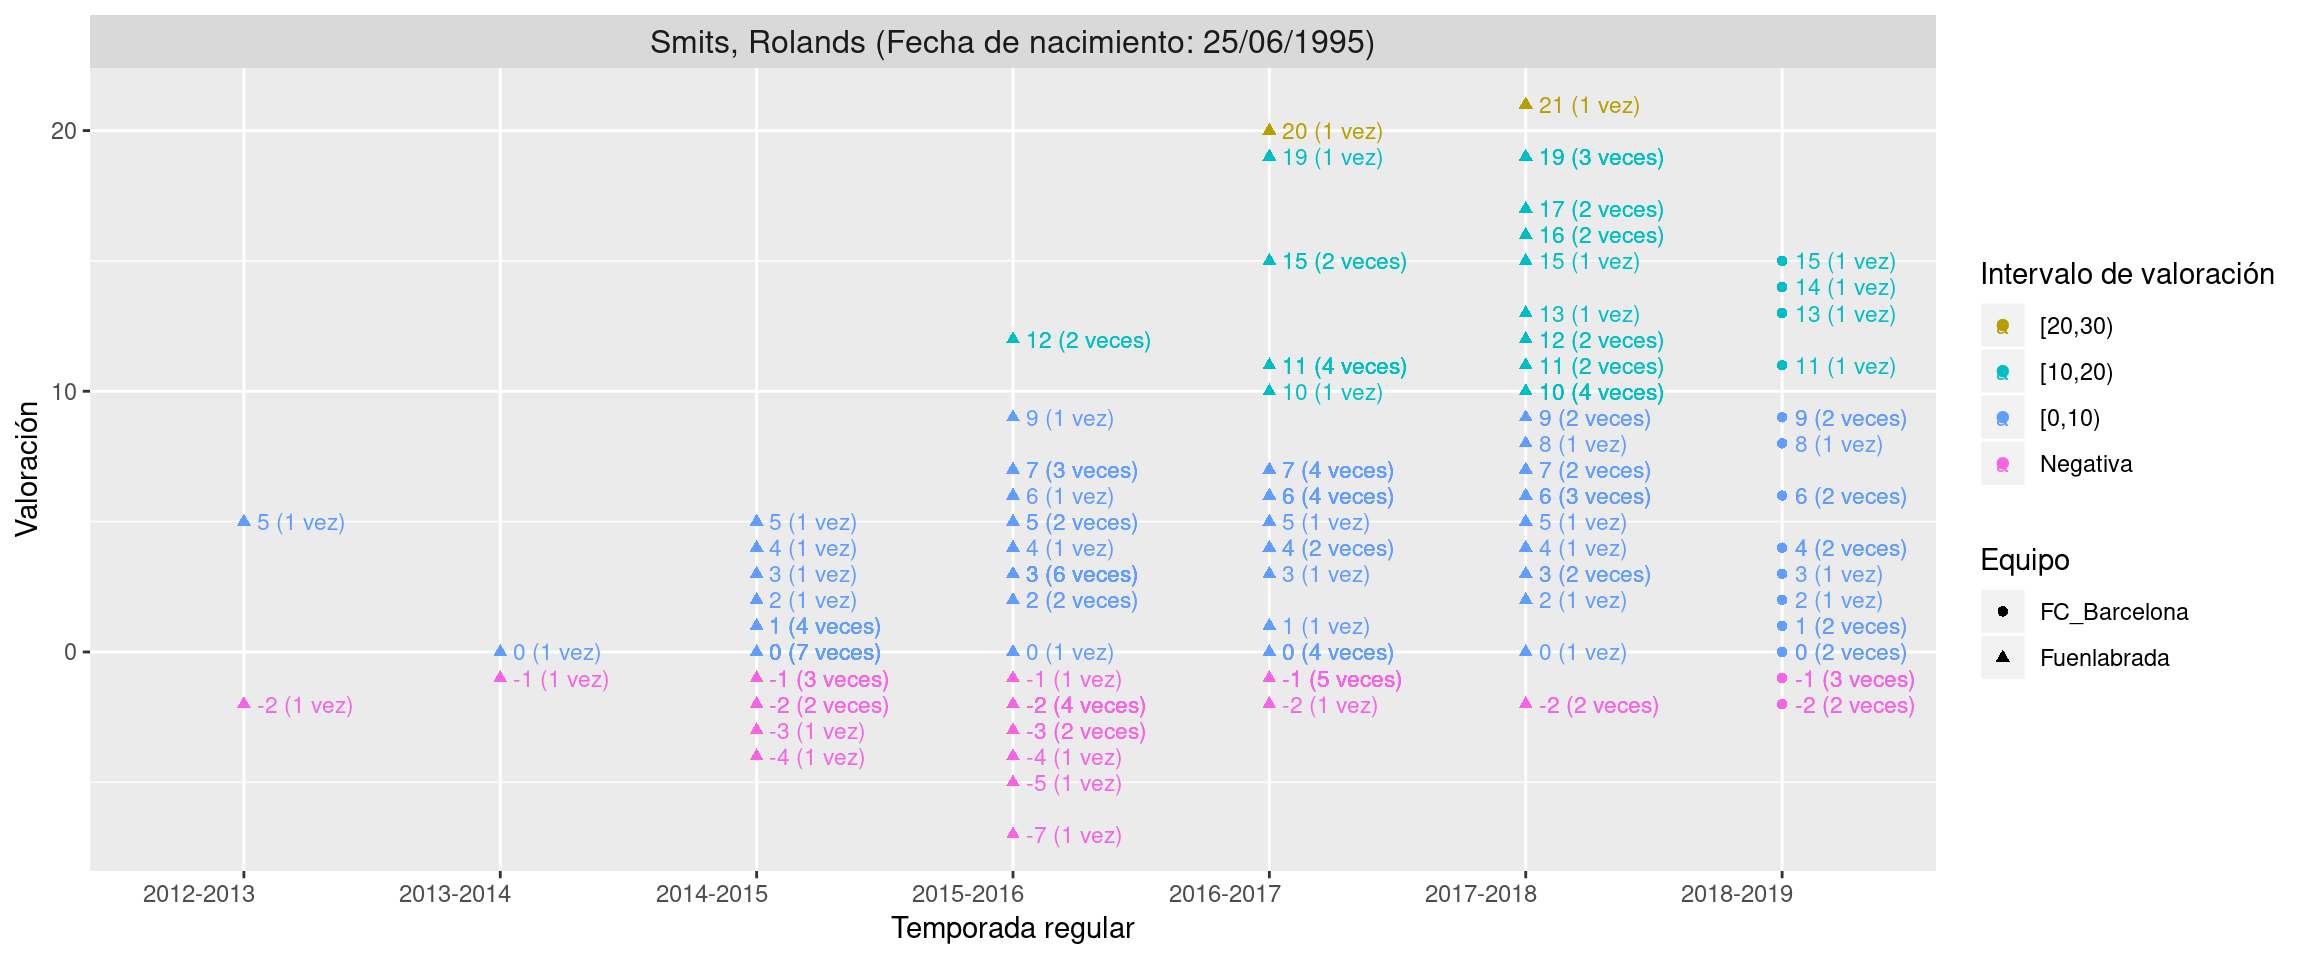 Smits, Rolands (Fecha de nacimiento: 25/06/1995)
Valoración
20
10
0
5 (1 vez)
-2 (1 vez)
0 (1 vez)
-1 (1 vez)
5 (1 vez)
4 (1 vez)
3 (1 vez)
2 (1 vez)
1 (4 veces)
0 (7 veces)
-1 (3 veces)
-2 (2 veces)
-3 (1 vez)
-4 (1 vez)
12 (2 veces)
9 (1 vez)
7 (3 veces)
6 (1 vez)
5 (2 veces)
4 (1 vez)
3 (6 veces)
2 (2 veces)
0 (1 vez)
-1 (1 vez)
-2 (4 veces)
-3 (2 veces)
-4 (1 vez)
-5 (1 vez)
-7 (1 vez)
20 (1 vez)
19 (1 vez)
15 (2 veces)
11 (4 veces)
10 (1 vez)
7 (4 veces)
6 (4 veces)
5 (1 vez)
4 (2 veces)
3 (1 vez)
1 (1 vez)
0 (4 veces)
-1 (5 veces)
-2 (1 vez)
21 (1 vez)
19 (3 veces)
17 (2 veces)
16 (2 veces)
15 (1 vez)
13 (1 vez)
12 (2 veces)
11 (2 veces)
10 (4 veces)
9 (2 veces)
8 (1 vez)
7 (2 veces)
6 (3 veces)
5 (1 vez)
4 (1 vez)
3 (2 veces)
2 (1 vez)
0 (1 vez)
-2 (2 veces)
15 (1 vez)
14 (1 vez)
13 (1 vez)
11 (1 vez)
9 (2 veces)
8 (1 vez)
6 (2 veces)
4 (2 veces)
3 (1 vez)
2 (1 vez)
1 (2 veces)
0 (2 veces)
-1 (3 veces)
-2 (2 veces)
2012-2013
2013-2014
2014-2015
2015-2016
2016-2017
2017-2018
2018-2019
Temporada regular
Intervalo de valoración
[20,30)
[10,20)
[0,10)
Negativa
Equipo
FC_Barcelona
Fuenlabrada